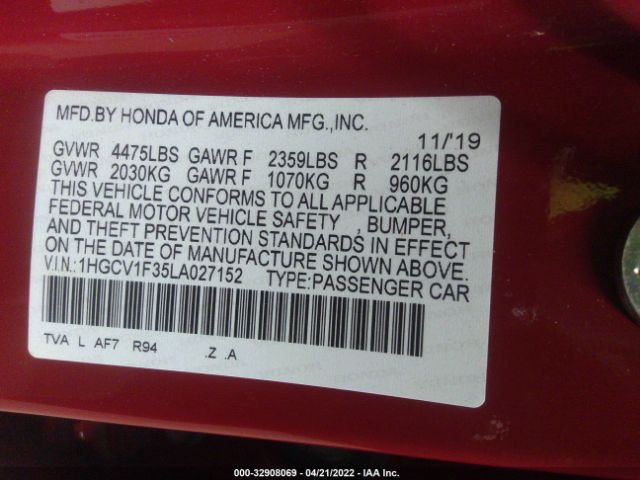 MFD.BY HONDA OF AMERICA MFG.,INC.
11/'19
GVWR 4475LBS GAWR F 2359LBS R 2116LBS
GVWR 2030KG GAWR F 1070KG R 960KG
THIS VEHICLE CONFORMS TO ALL APPLICABLE
FEDERAL MOTOR VEHICLE SAFETY , BUMPER,
AND THEFT PREVENTION STANDARDS IN EFFECT
ON THE DATE OF MANUFACTURE SHOWN ABOVE.
V.I.N.:1HGCV1F35LA027152 TYPE:PASSENGER CAR
TVA L AF7 R94 .Z .A
000-32908069 - 04/21/2022 - IAA Inc.